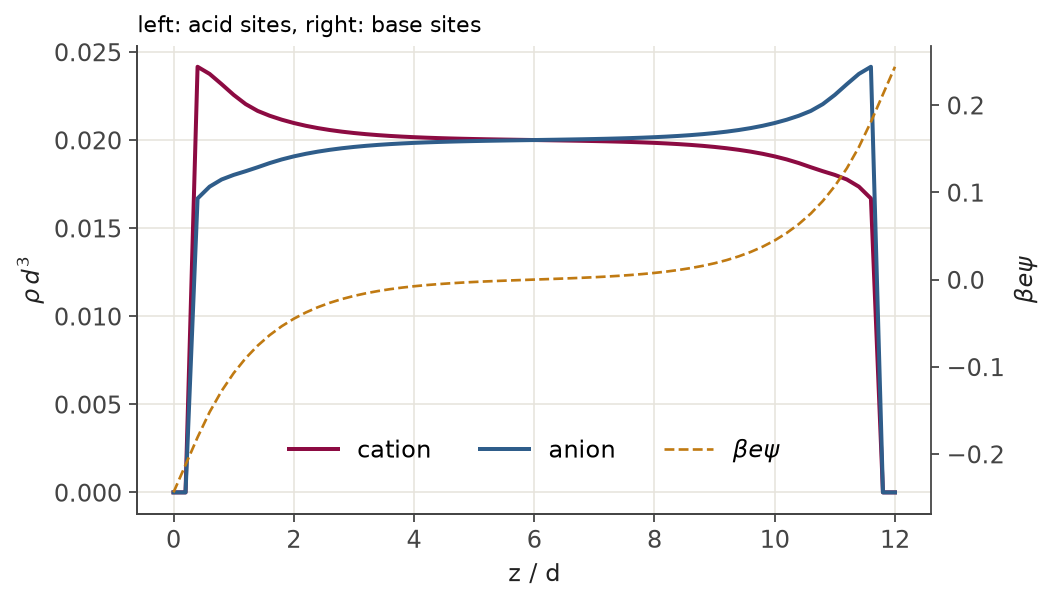 left: acid sites, right: base sites
0.025
0.020
0.015
0.010
0.005
0.000
ρ d³
0.2
0.1
0.0
−0.1
−0.2
βeψ
cation anion βeψ
0 2 4 6 8 10 12
z / d